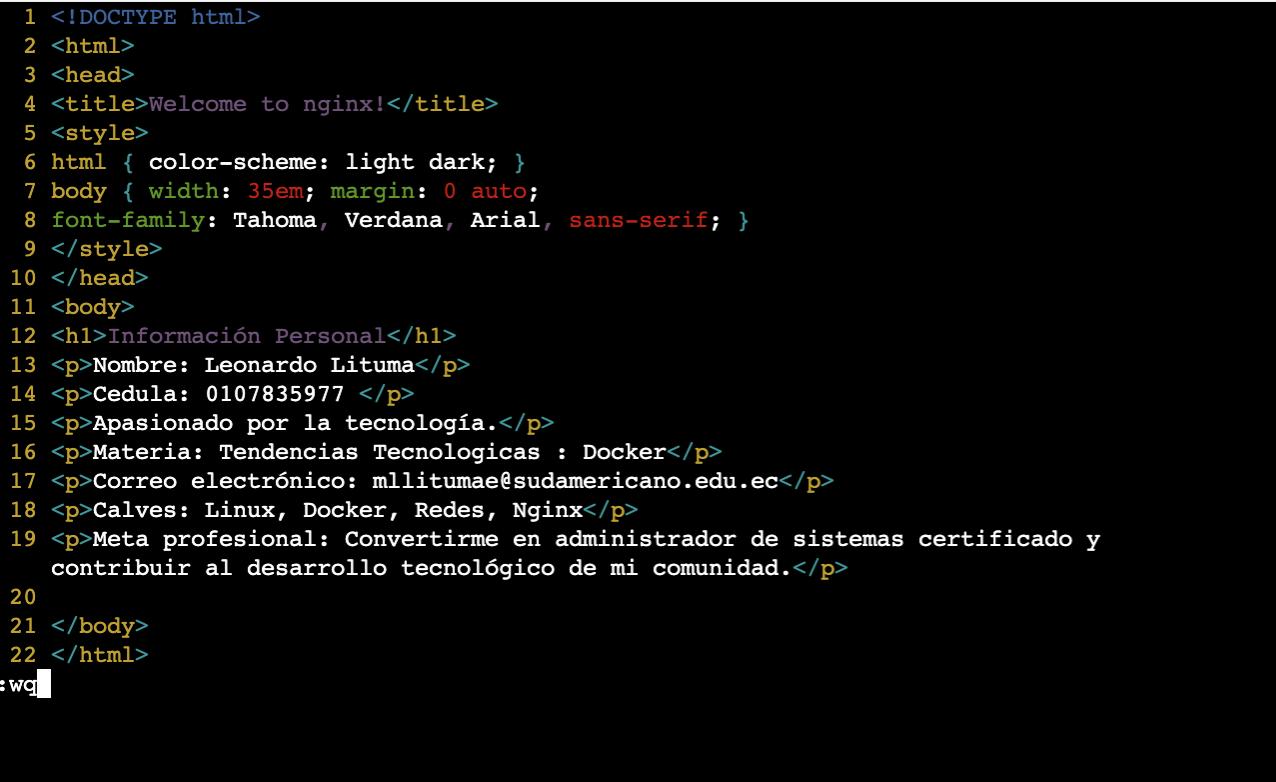 1 <!DOCTYPE html>
2 <html>
3 <head>
4 <title>Welcome to nginx!</title>
5 <style>
6 html { color-scheme: light dark; }
7 body { width: 35em; margin: 0 auto;
8 font-family: Tahoma, Verdana, Arial, sans-serif; }
9 </style>
10 </head>
11 <body>
12 <h1>Información Personal</h1>
13 <p>Nombre: Leonardo Lituma</p>
14 <p>Cedula: 0107835977 </p>
15 <p>Apasionado por la tecnología.</p>
16 <p>Materia: Tendencias Tecnologicas : Docker</p>
17 <p>Correo electrónico: mllitumae@sudamericano.edu.ec</p>
18 <p>Calves: Linux, Docker, Redes, Nginx</p>
19 <p>Meta profesional: Convertirme en administrador de sistemas certificado y
contribuir al desarrollo tecnológico de mi comunidad.</p>
20
21 </body>
22 </html>
:wq